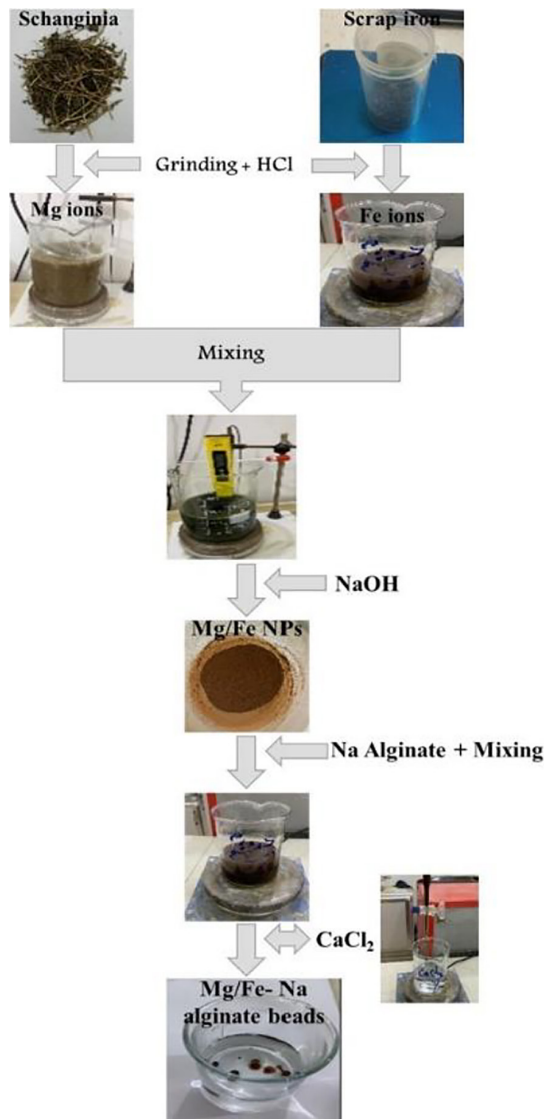 Schanginia
Scrap iron
Grinding + HCl
Mg ions
Fe ions
Mixing
NaOH
Mg/Fe NPs
Na Alginate + Mixing
CaCl₂
CaCl₂
Mg/Fe- Na
alginate beads